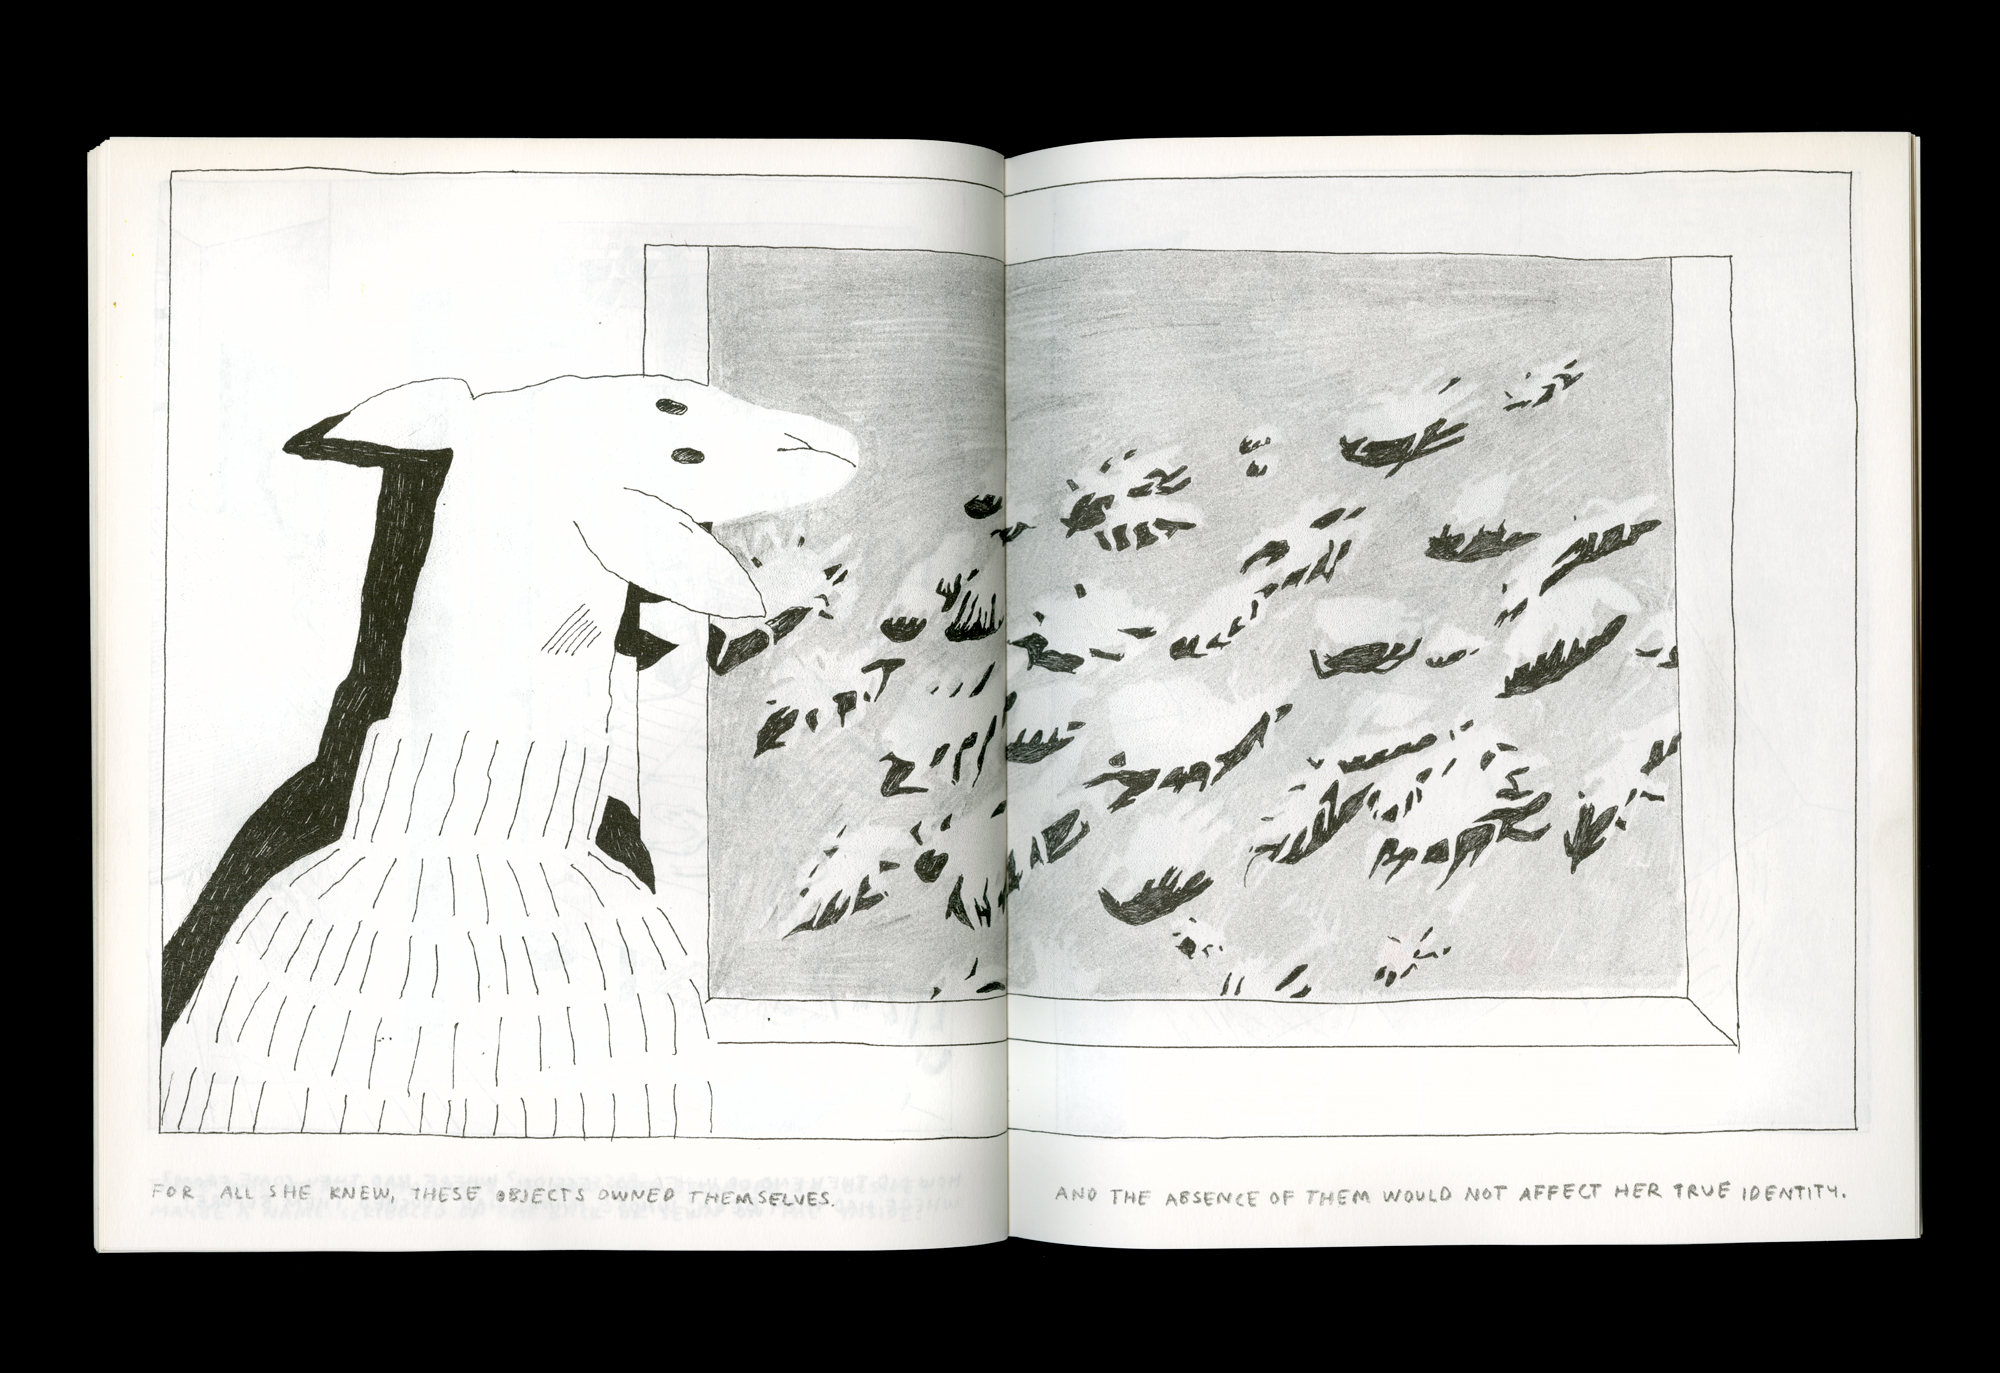 FOR ALL SHE KNEW, THESE OBJECTS OWNED THEMSELVES.
AND THE ABSENCE OF THEM WOULD NOT AFFECT HER TRUE IDENTITY.